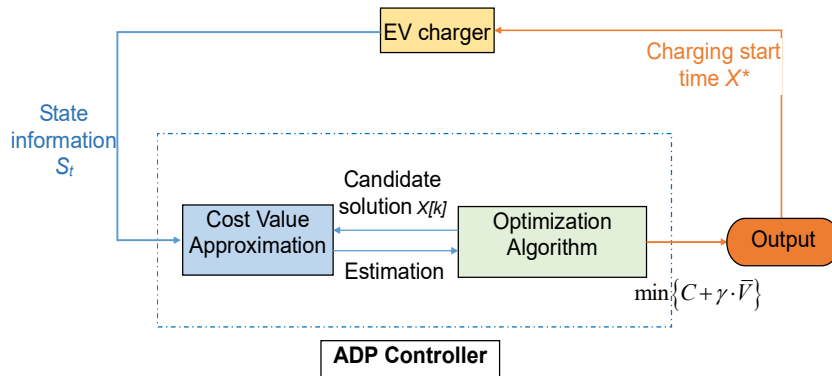 EV charger
Charging start
time X*
State
information
S_t
Candidate
solution X[k]
Cost Value
Approximation
Optimization
Algorithm
Output
Estimation
min{C + γ · V̄}
ADP Controller